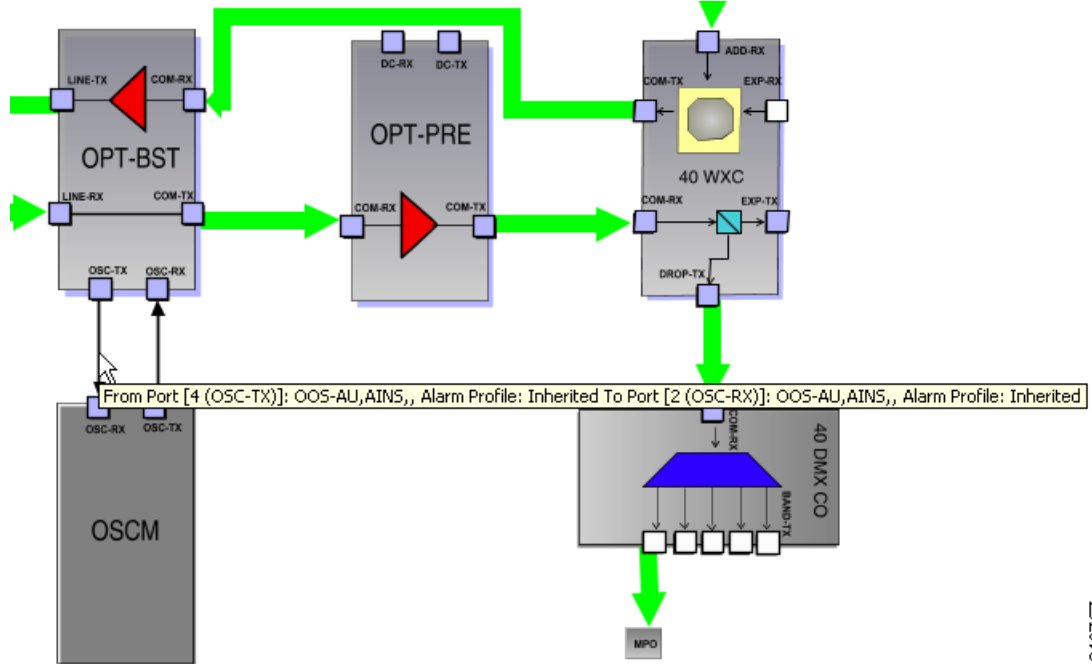 ADD-RX
DC-RX DC-TX
LINE-TX COM-RX
COM-TX EXP-RX
OPT-BST
OPT-PRE
40 WXC
LINE-RX COM-TX
COM-RX COM-TX
COM-RX EXP-TX
OSC-TX OSC-RX
DROP-TX
From Port [4 (OSC-TX)]: OOS-AU,AINS,, Alarm Profile: Inherited To Port [2 (OSC-RX)]: OOS-AU,AINS,, Alarm Profile: Inherited
OSC-RX OSC-TX
COM-RX
40 DMX CO
BAND-TX
OSCM
MPO